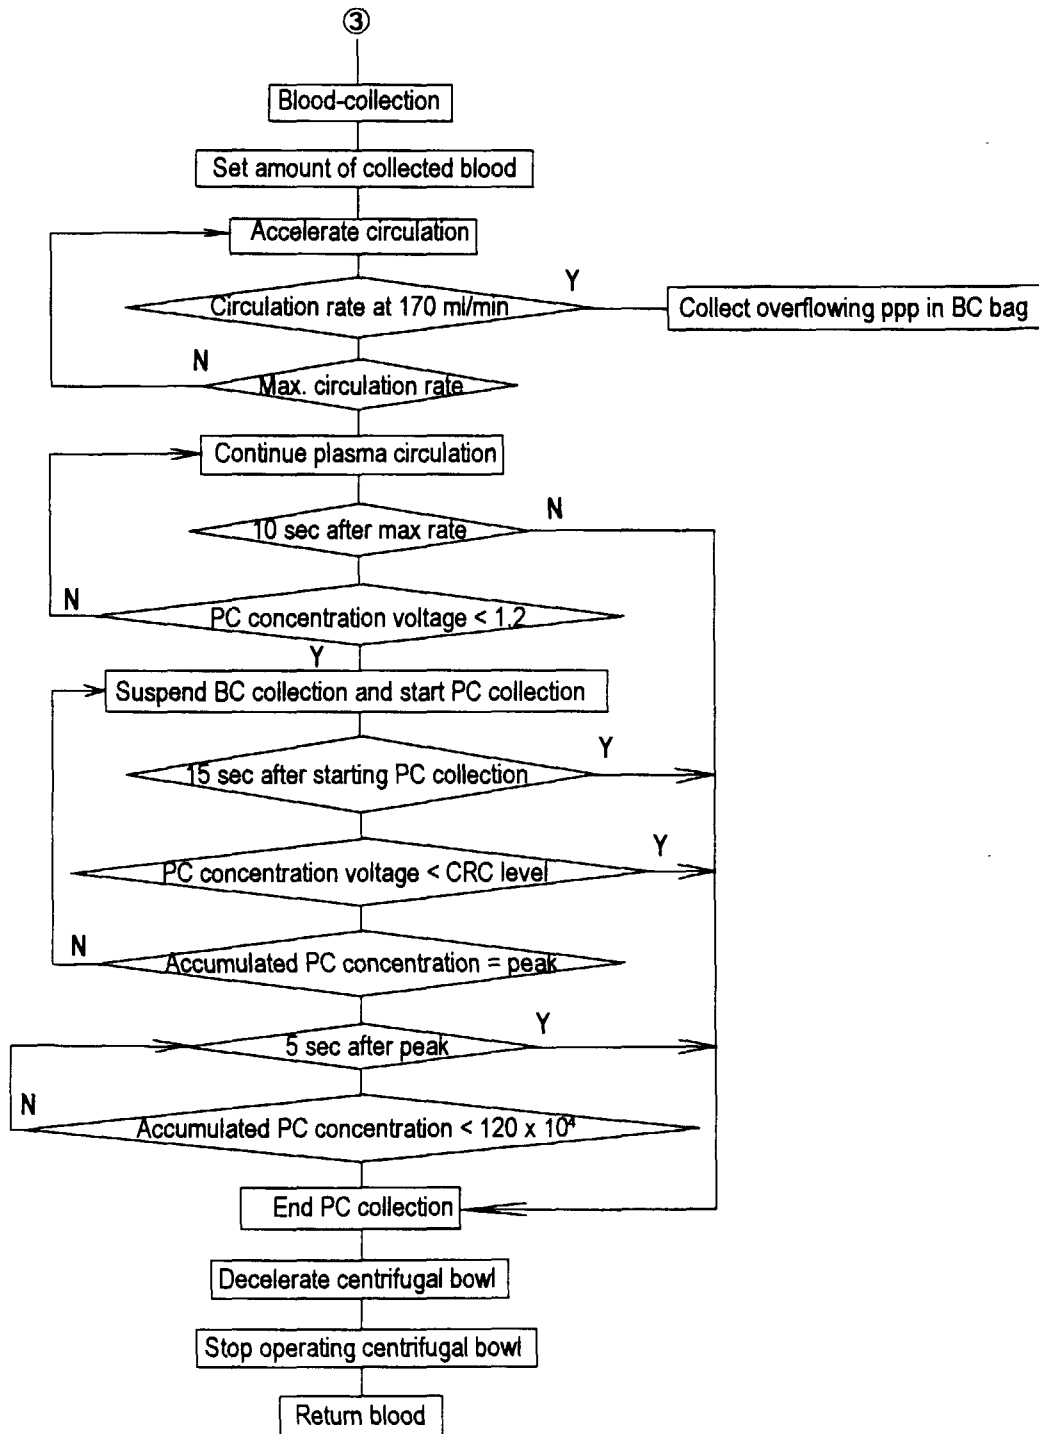 ③
Blood-collection
Set amount of collected blood
Accelerate circulation
Y
Circulation rate at 170 ml/min
Collect overflowing ppp in BC bag
N
Max. circulation rate
Continue plasma circulation
N
10 sec after max rate
N
PC concentration voltage < 1.2
Y
Suspend BC collection and start PC collection
Y
15 sec after starting PC collection
Y
PC concentration voltage < CRC level
N
Accumulated PC concentration = peak
Y
5 sec after peak
N
Accumulated PC concentration < 120 x 10⁴
End PC collection
Decelerate centrifugal bowl
Stop operating centrifugal bowl
Return blood